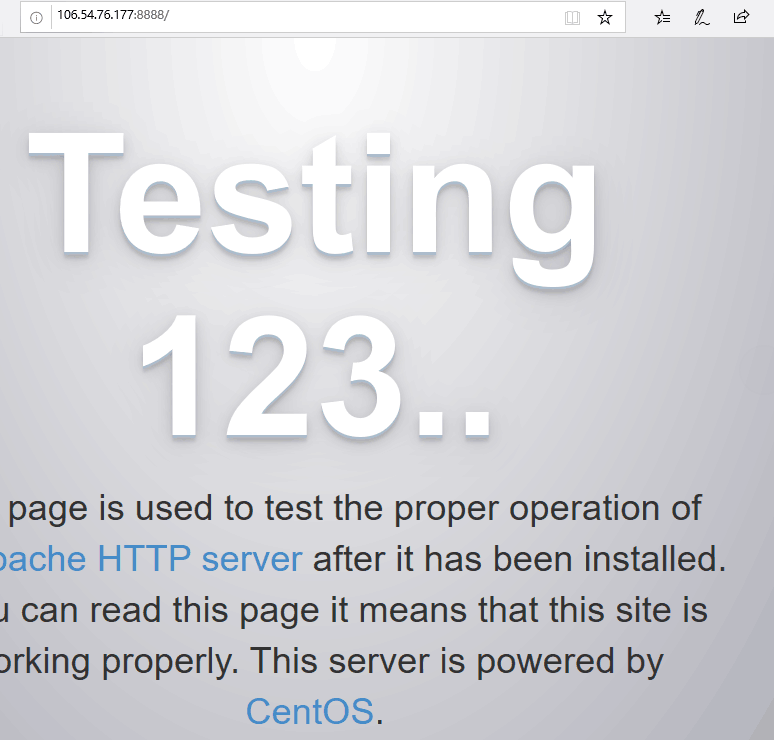 106.54.76.177:8888/
Testing
123..
page is used to test the proper operation of
pache HTTP server after it has been installed.
u can read this page it means that this site is
orking properly. This server is powered by
CentOS.